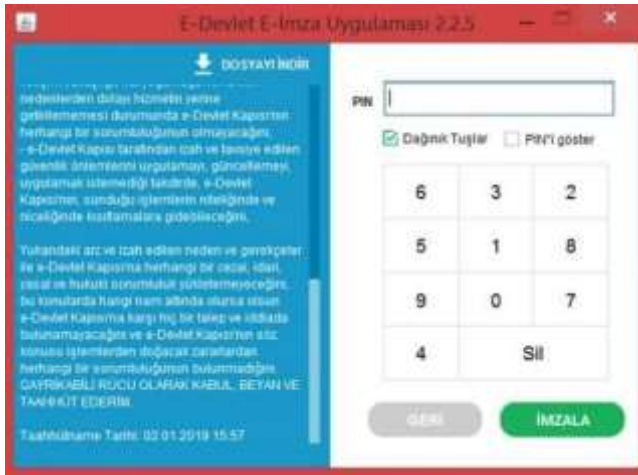 E-Devlet E-İmza Uygulaması 2.2.5
DOSYAYI İNDİR
nedenlerden dolayı hizmetin yerine
getirilememesi durumunda e-Devlet Kapısı'nın
herhangi bir sorumluluğunun olmayacağını
- e-Devlet Kapısı tarafından izah ve tavsiye edilen
güvenlik önlemlerini uygulamayı, güncellemeyi,
uygulamak istemediği takdirde, e-Devlet
Kapısı'nın, sunduğu işlemlerin niteliğinde ve
niceliğinde kısıtlamalara gidebileceğini,
Yukarıdaki arz ve izah edilen neden ve gerekçeler
ile e-Devlet Kapısı'na herhangi bir cezai, idari,
yasal ve hukuki sorumluluk yükletemeyeceğini,
bu konularda hangi nam altında olursa olsun
e-Devlet Kapısı'na karşı hiç bir talep ve iddiada
bulunamayacağını ve e-Devlet Kapısı'nın söz
konusu işlemlerden doğacak zararlardan
herhangi bir sorumluluğunun bulunmadığını
GAYRİKABİLİ RÜCU OLARAK KABUL, BEYAN VE
TAAHHÜT EDERİM.
Taahhütname Tarihi: 02.01.2019 15:57
PIN
Dağınık Tuşlar PIN'i göster
6 3 2
5 1 8
9 0 7
4 Sil
GERİ İMZALA